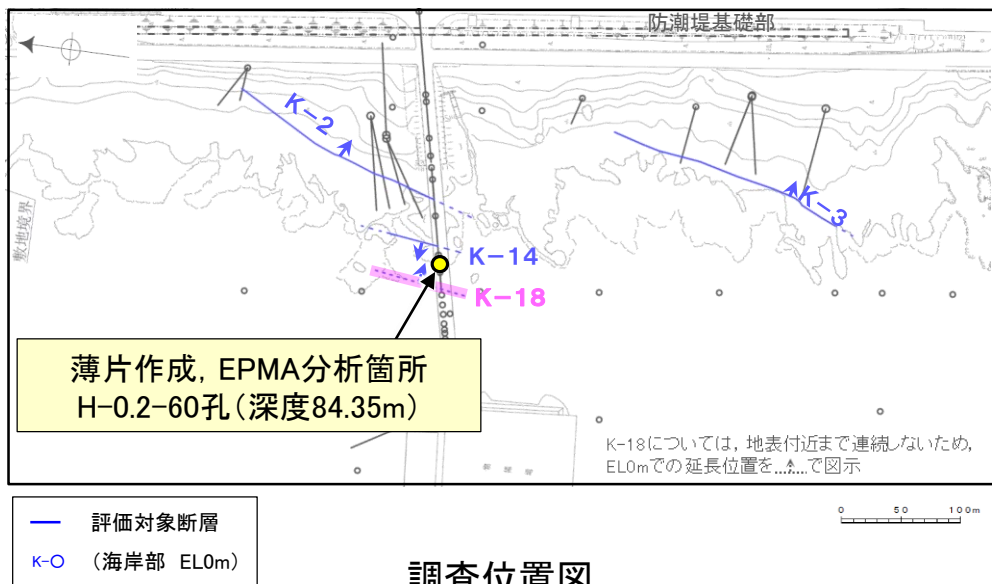 防潮堤基礎部
K-2
K-3
敷地境界
K-14
K-18
薄片作成, EPMA分析箇所
H-0.2-60孔(深度84.35m)
K-18については, 地表付近まで連続しないため,
EL0mでの延長位置を で図示
評価対象断層
K-○ (海岸部 EL0m)
0 50 100m
調査位置図